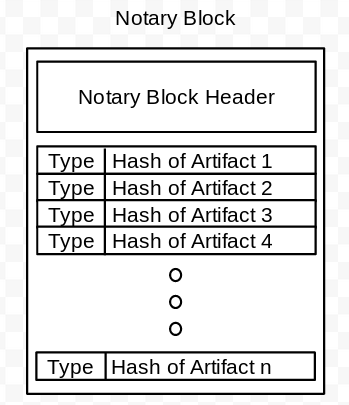 Notary Block
Notary Block Header
Type Hash of Artifact 1
Type Hash of Artifact 2
Type Hash of Artifact 3
Type Hash of Artifact 4
Type Hash of Artifact n